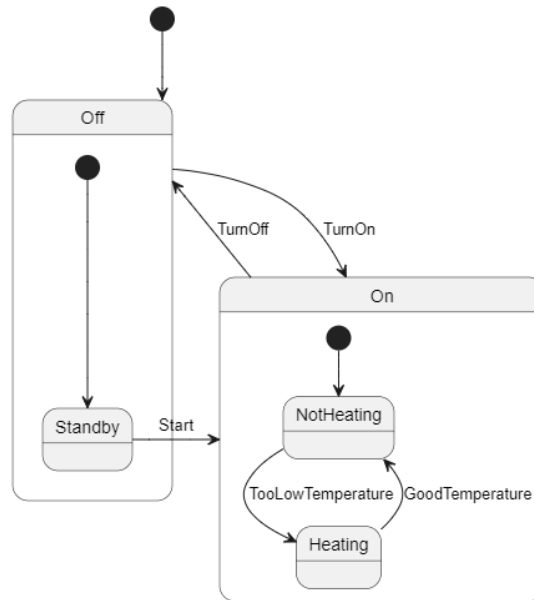 Off
TurnOff
TurnOn
On
NotHeating
Standby
Start
TooLowTemperature
GoodTemperature
Heating